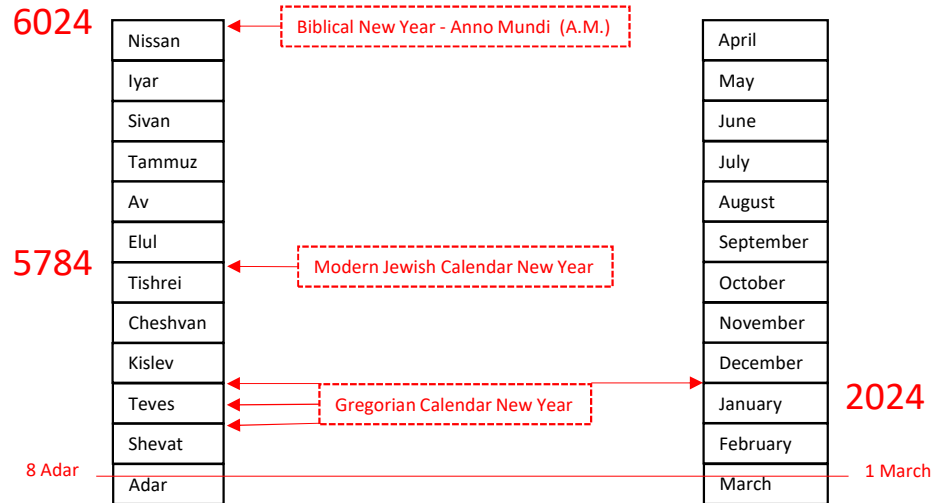 6024
Biblical New Year - Anno Mundi (A.M.)
Nissan
April
Iyar
May
Sivan
June
Tammuz
July
Av
August
Elul
September
5784
Modern Jewish Calendar New Year
Tishrei
October
Cheshvan
November
Kislev
December
Teves
Gregorian Calendar New Year
January
2024
Shevat
February
8 Adar
1 March
Adar
March